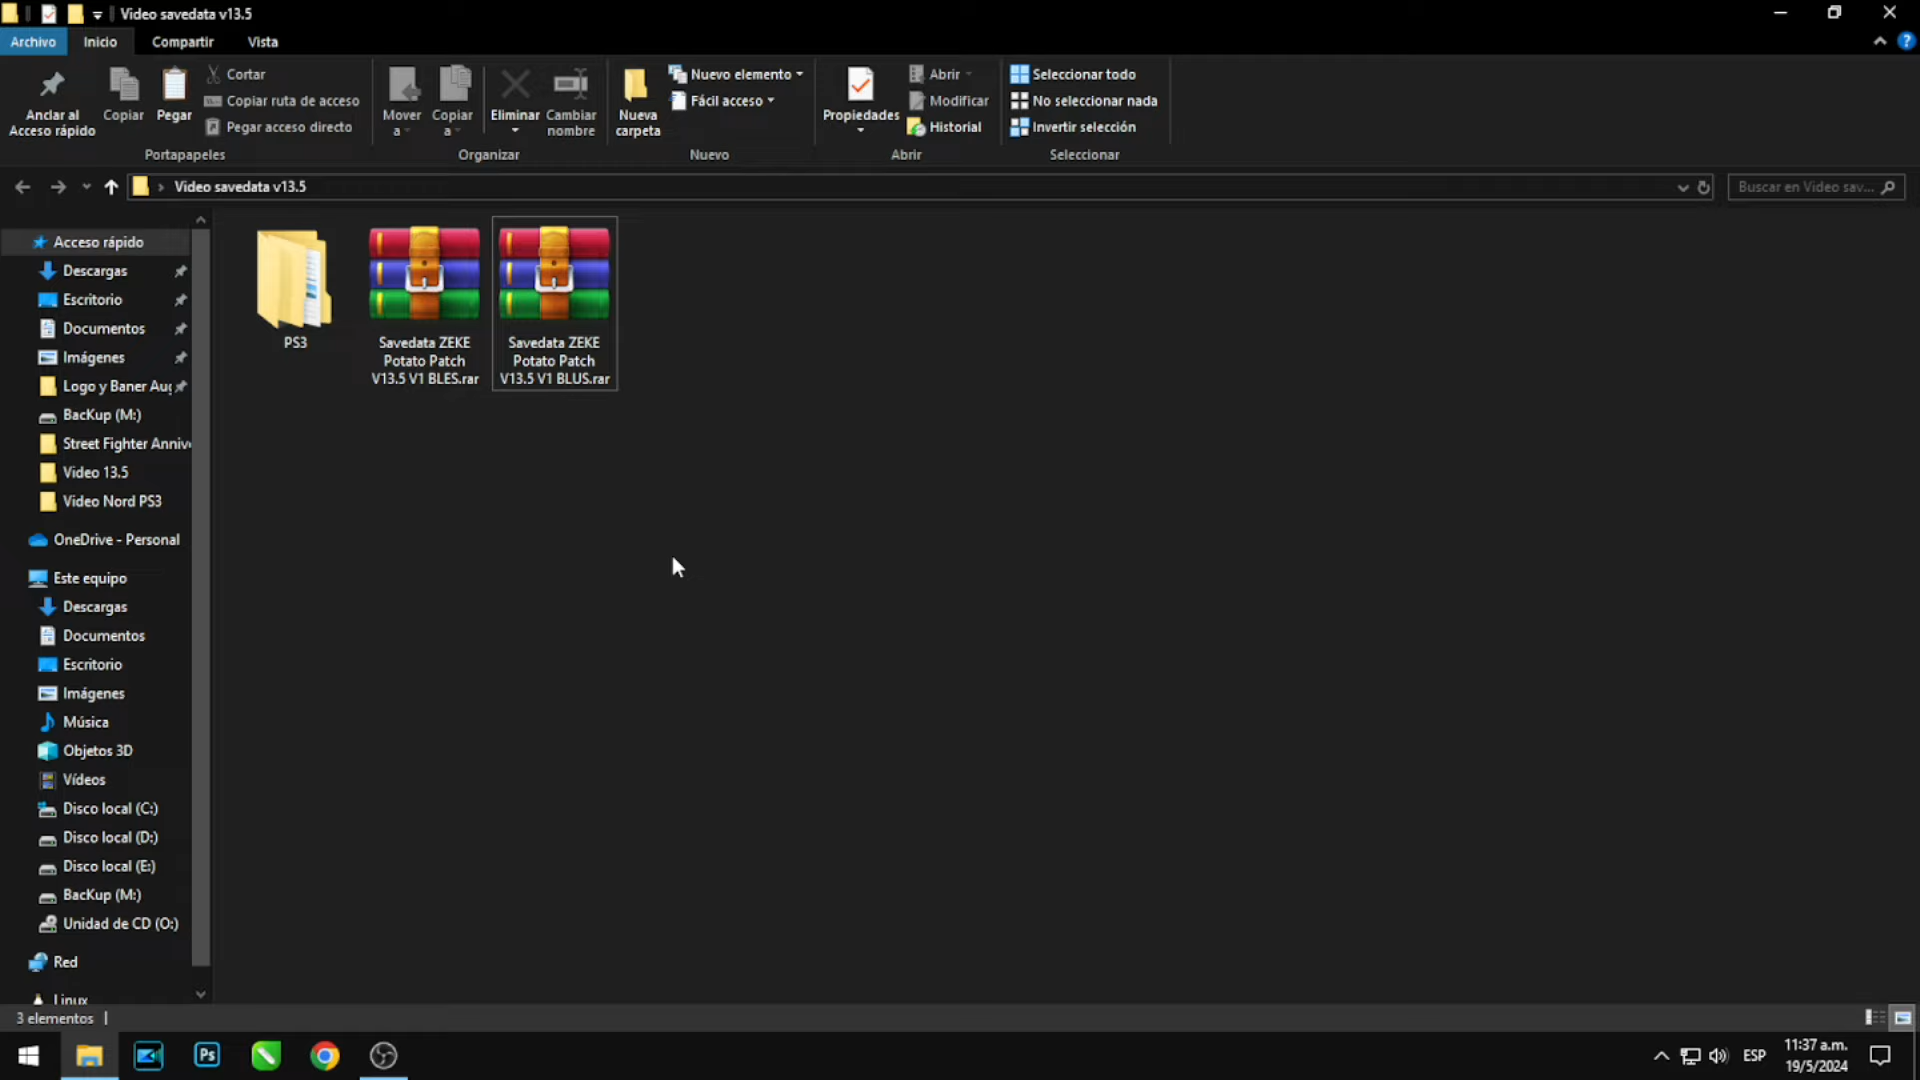 Video savedata v13.5
Archivo Inicio Compartir Vista
Anclar al Acceso rápido
Copiar
Pegar
Cortar
Copiar ruta de acceso
Pegar acceso directo
Portapapeles
Mover a
Copiar a
Eliminar
Cambiar nombre
Organizar
Nueva carpeta
Nuevo elemento
Fácil acceso
Nuevo
Propiedades
Abrir
Modificar
Historial
Abrir
Seleccionar todo
No seleccionar nada
Invertir selección
Seleccionar
Video savedata v13.5
Buscar en Video sav...
Acceso rápido
Descargas
Escritorio
Documentos
Imágenes
Logo y Baner Aug
BacKup (M:)
Street Fighter Anniv
Video 13.5
Video Nord PS3
OneDrive - Personal
Este equipo
Descargas
Documentos
Escritorio
Imágenes
Música
Objetos 3D
Vídeos
Disco local (C:)
Disco local (D:)
Disco local (E:)
BacKup (M:)
Unidad de CD (O:)
Red
Linux
PS3
Savedata ZEKE
Potato Patch
V13.5 V1 BLES.rar
Savedata ZEKE
Potato Patch
V13.5 V1 BLUS.rar
3 elementos
Ps
ESP
11:37 a.m.
19/5/2024